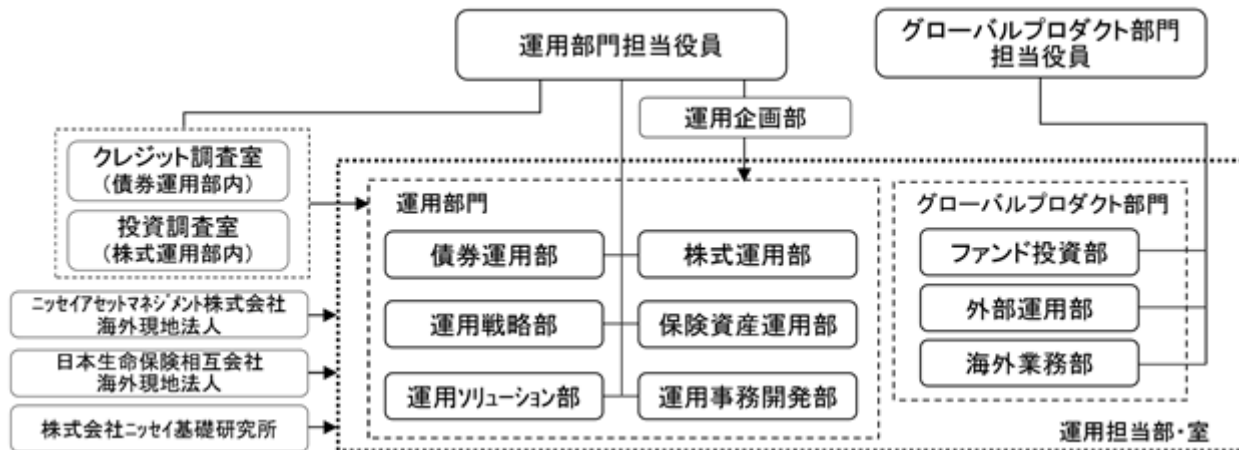 運用部門担当役員
グローバルプロダクト部門
担当役員
運用企画部
クレジット調査室
(債券運用部内)
投資調査室
(株式運用部内)
ニッセイアセットマネジメント株式会社
海外現地法人
日本生命保険相互会社
海外現地法人
株式会社ニッセイ基礎研究所
運用部門
債券運用部
株式運用部
運用戦略部
保険資産運用部
運用ソリューション部
運用事務開発部
グローバルプロダクト部門
ファンド投資部
外部運用部
海外業務部
運用担当部・室